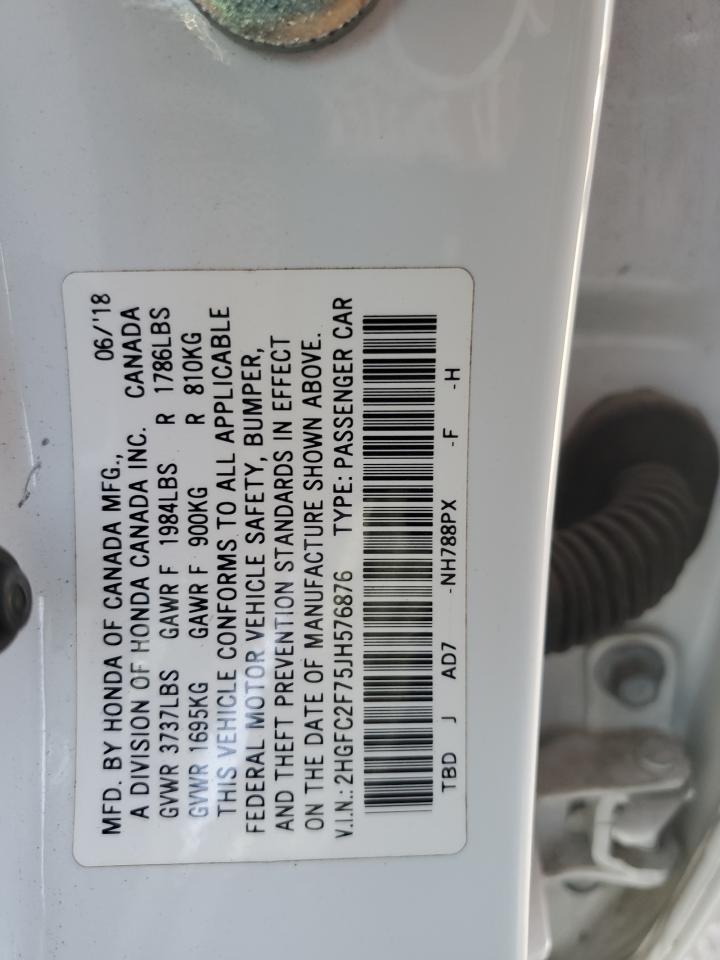 MFD. BY HONDA OF CANADA MFG., 06/'18
A DIVISION OF HONDA CANADA INC. CANADA
GVWR 3737LBS GAWR F 1984LBS R 1786LBS
GVWR 1695KG GAWR F 900KG R 810KG
THIS VEHICLE CONFORMS TO ALL APPLICABLE
FEDERAL MOTOR VEHICLE SAFETY, BUMPER,
AND THEFT PREVENTION STANDARDS IN EFFECT
ON THE DATE OF MANUFACTURE SHOWN ABOVE.
V.I.N.: 2HGFC2F75JH576876 TYPE: PASSENGER CAR
TBD J AD7 -NH788PX -F -H